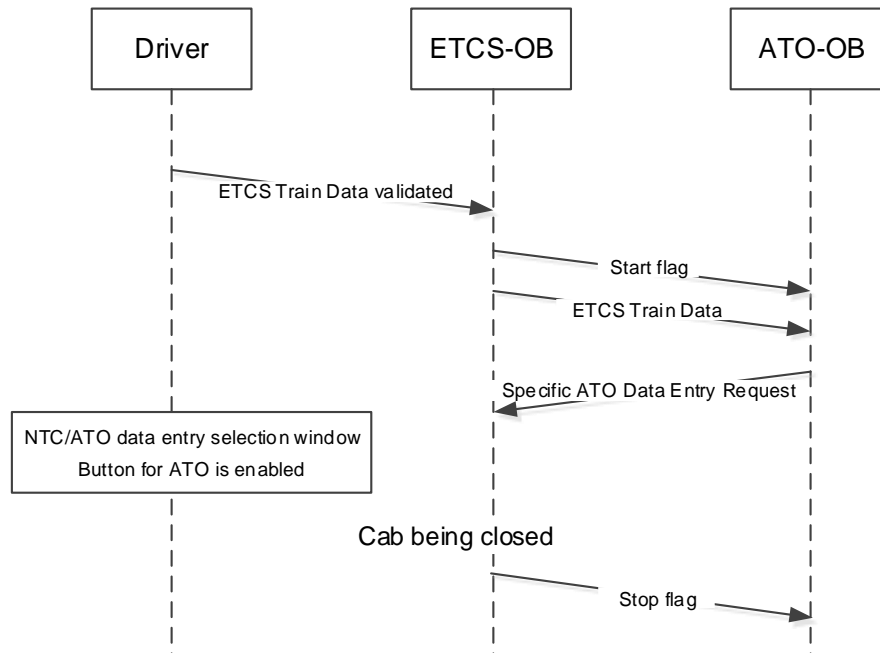 Driver
ETCS-OB
ATO-OB
ETCS Train Data validated
Start flag
ETCS Train Data
Specific ATO Data Entry Request
NTC/ATO data entry selection window
Button for ATO is enabled
Cab being closed
Stop flag